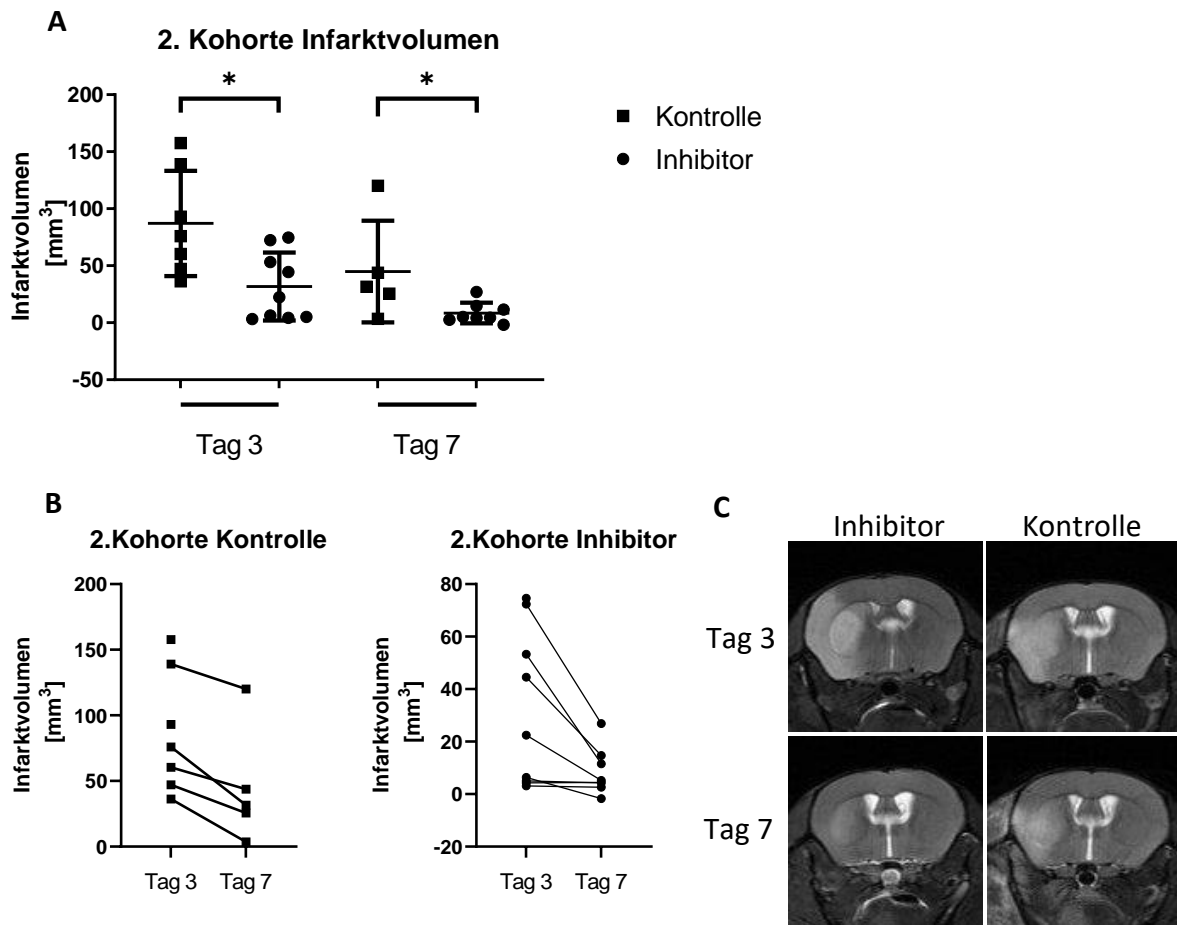 A
2. Kohorte Infarktvolumen
* *
200
150
100
50
0
-50
Infarktvolumen
[mm³]
Kontrolle
Inhibitor
Tag 3 Tag 7
B
2.Kohorte Kontrolle
200
150
100
50
0
Infarktvolumen
[mm³]
Tag 3 Tag 7
2.Kohorte Inhibitor
80
60
40
20
0
-20
Infarktvolumen
[mm³]
Tag 3 Tag 7
C
Inhibitor Kontrolle
Tag 3
Tag 7